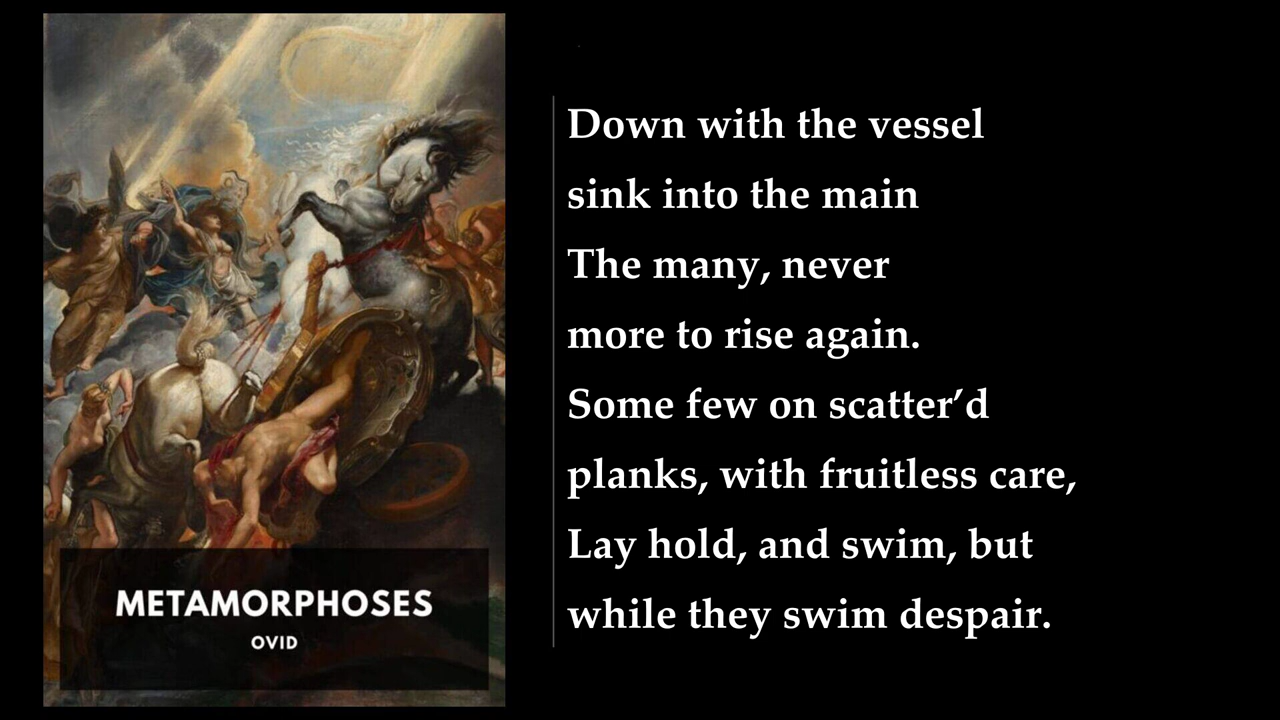 METAMORPHOSES
OVID
Down with the vessel
sink into the main
The many, never
more to rise again.
Some few on scatter’d
planks, with fruitless care,
Lay hold, and swim, but
while they swim despair.